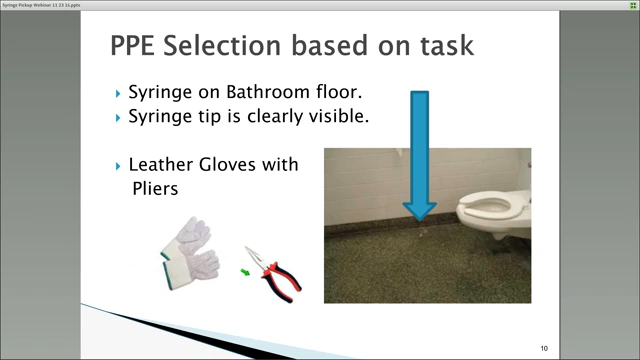 Syringe Pickup Webinar 11 23 15.pptx
PPE Selection based on task
Syringe on Bathroom floor.
Syringe tip is clearly visible.
Leather Gloves with
Pliers
10